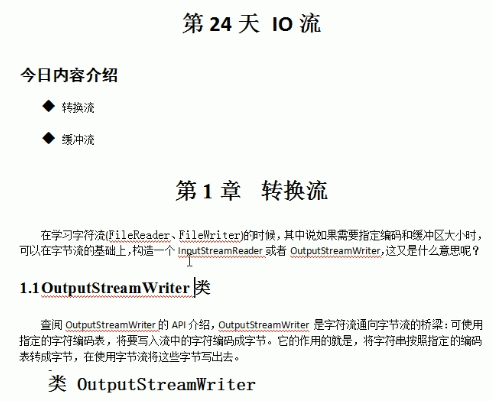 第 24 天 IO 流
今日内容介绍
◆ 转换流
◆ 缓冲流
第 1 章 转换流
在学习字符流(FileReader、FileWriter)的时候，其中说如果需要指定编码和缓冲区大小时，
可以在字节流的基础上,构造一个 InputStreamReader 或者 OutputStreamWriter,这又是什么意思呢？
1.1 OutputStreamWriter 类
查阅 OutputStreamWriter 的 API 介绍，OutputStreamWriter 是字符流通向字节流的桥梁：可使用
指定的字符编码表，将要写入流中的字符编码成字节。它的作用的就是，将字符串按照指定的编码
表转成字节，在使用字节流将这些字节写出去。
类 OutputStreamWriter